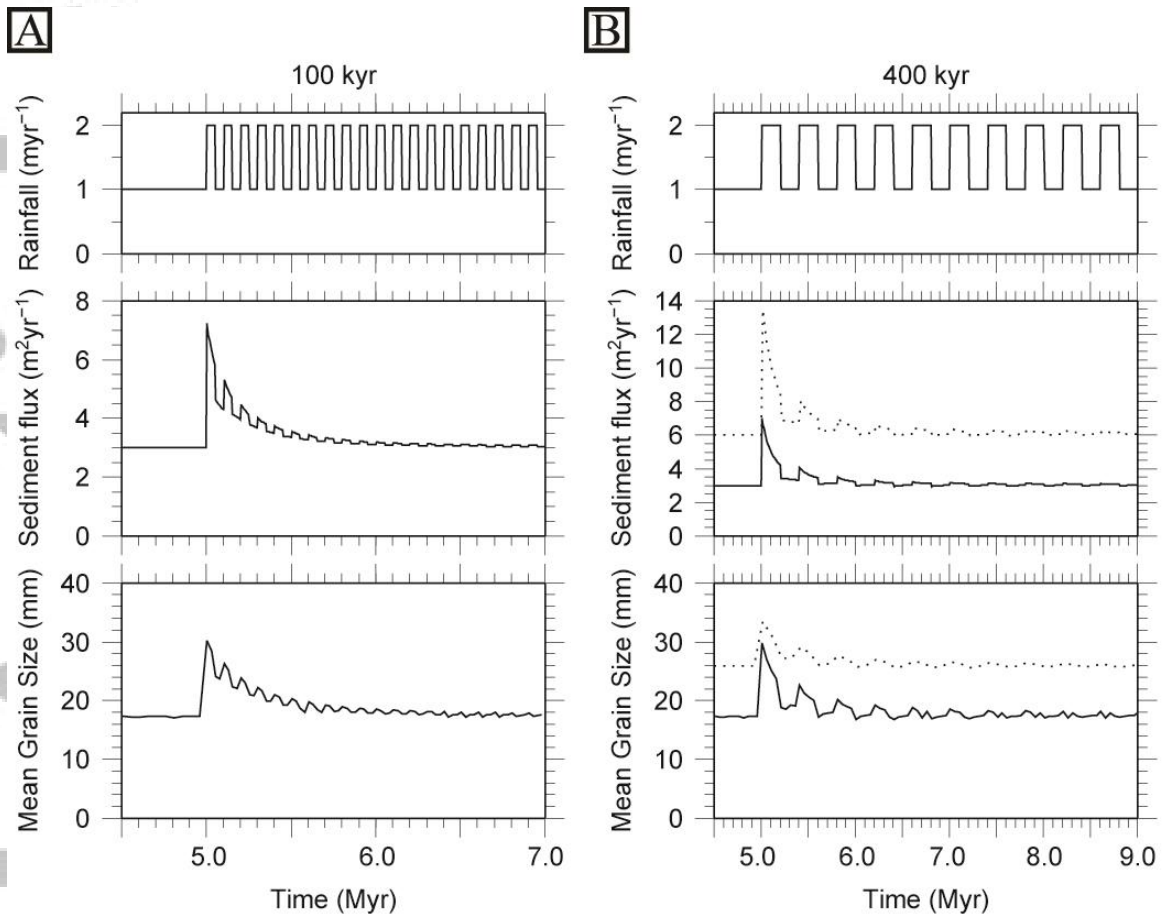 A
B
100 kyr
400 kyr
Rainfall (myr⁻¹)
2
1
0
Rainfall (myr⁻¹)
2
1
0
Sediment flux (m²yr⁻¹)
8
6
4
2
0
Sediment flux (m²yr⁻¹)
14
12
10
8
6
4
2
0
Mean Grain Size (mm)
40
30
20
10
0
Mean Grain Size (mm)
40
30
20
10
0
5.0 6.0 7.0
5.0 6.0 7.0 8.0 9.0
Time (Myr)
Time (Myr)